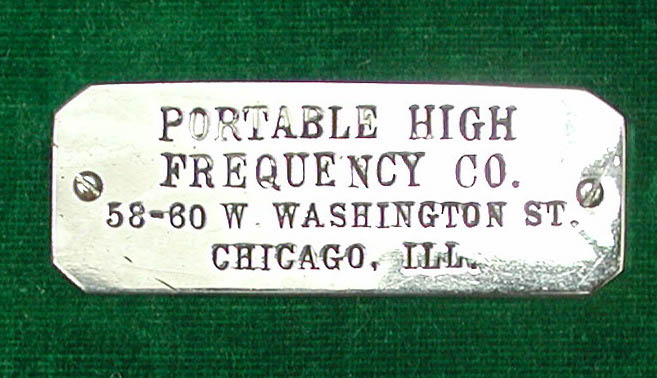 PORTABLE HIGH
FREQUENCY CO.
58-60 W. WASHINGTON ST.
CHICAGO, ILL.